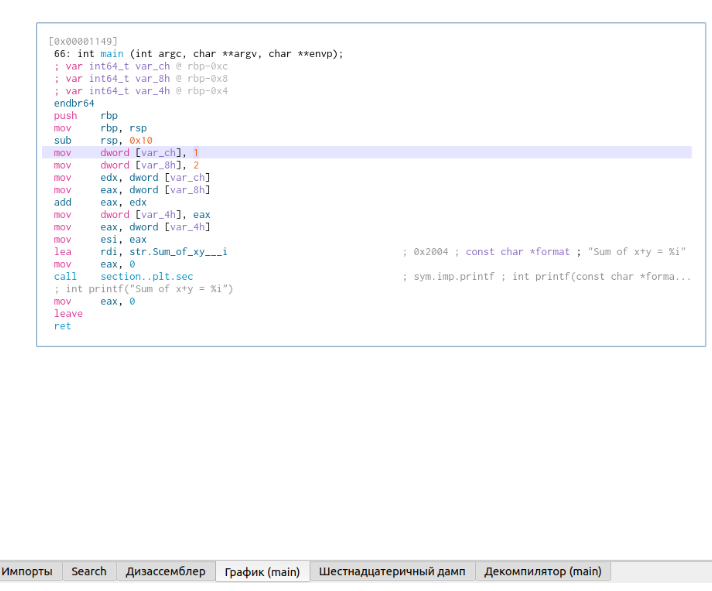 [0x00001149]
66: int main (int argc, char **argv, char **envp);
; var int64_t var_ch @ rbp-0xc
; var int64_t var_8h @ rbp-0x8
; var int64_t var_4h @ rbp-0x4
endbr64
push rbp
mov rbp, rsp
sub rsp, 0x10
mov dword [var_ch], 1
mov dword [var_8h], 2
mov edx, dword [var_ch]
mov eax, dword [var_8h]
add eax, edx
mov dword [var_4h], eax
mov eax, dword [var_4h]
mov esi, eax
lea rdi, str.Sum_of_xy___i ; 0x2004 ; const char *format ; "Sum of x+y = %i"
mov eax, 0
call section..plt.sec ; sym.imp.printf ; int printf(const char *forma...
; int printf("Sum of x+y = %i")
mov eax, 0
leave
ret
Импорты Search Дизассемблер График (main) Шестнадцатеричный дамп Декомпилятор (main)